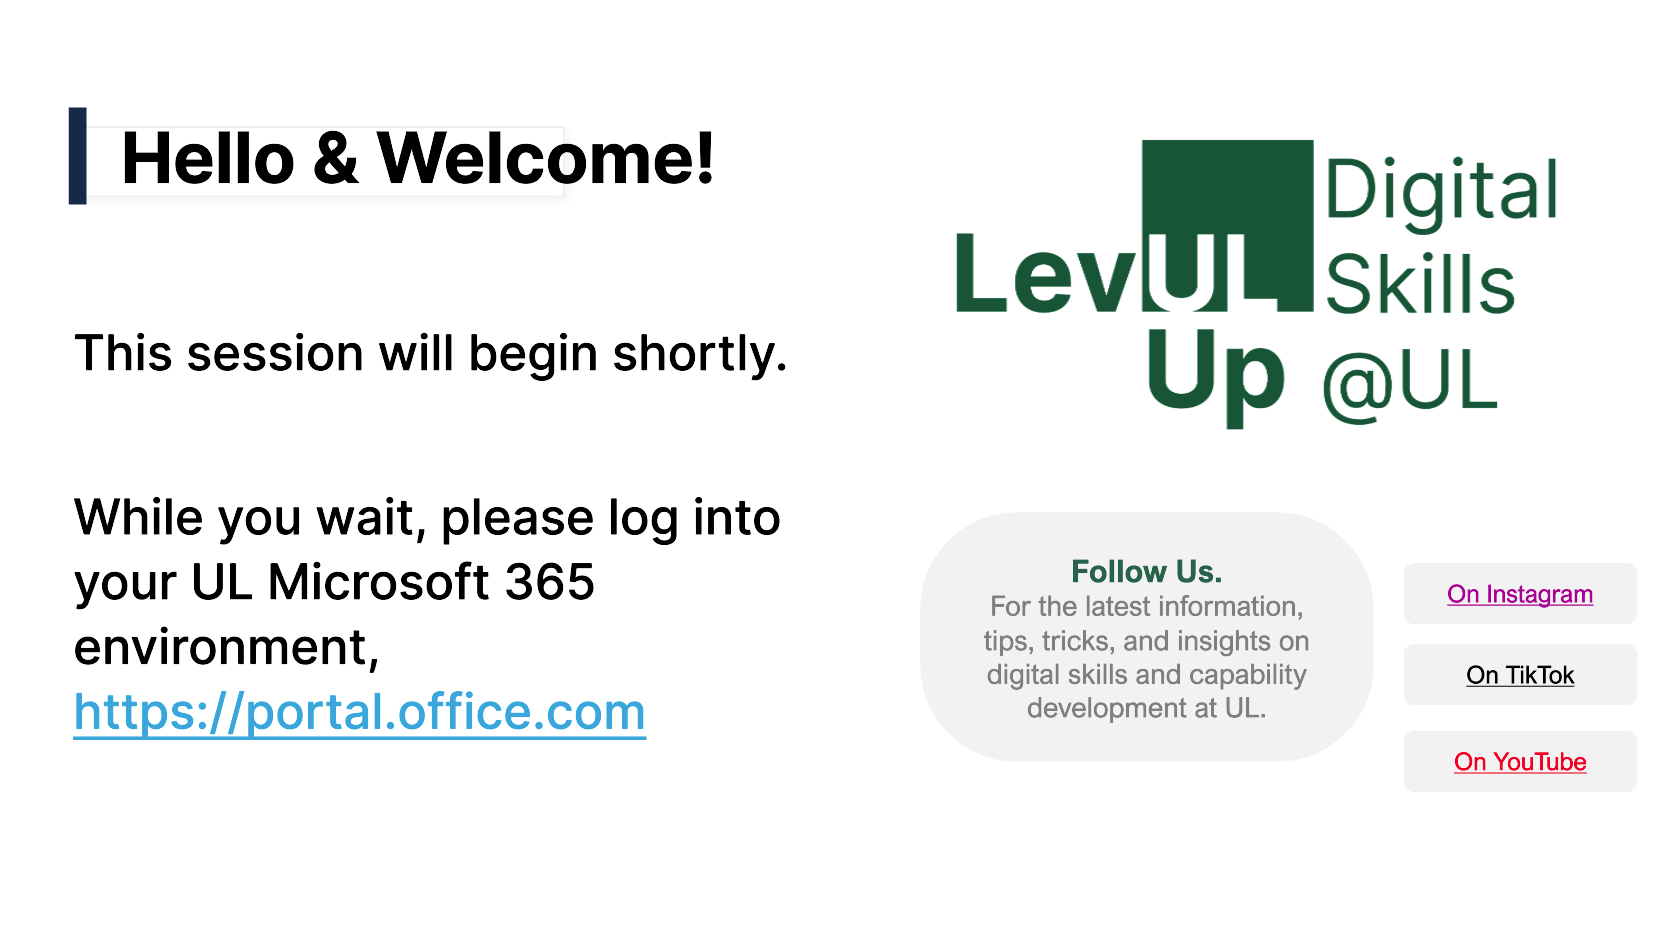 Hello & Welcome!
This session will begin shortly.
While you wait, please log into
your UL Microsoft 365
environment,
https://portal.office.com
LevUL
Up
Digital
Skills
@UL
Follow Us.
For the latest information,
tips, tricks, and insights on
digital skills and capability
development at UL.
On Instagram
On TikTok
On YouTube